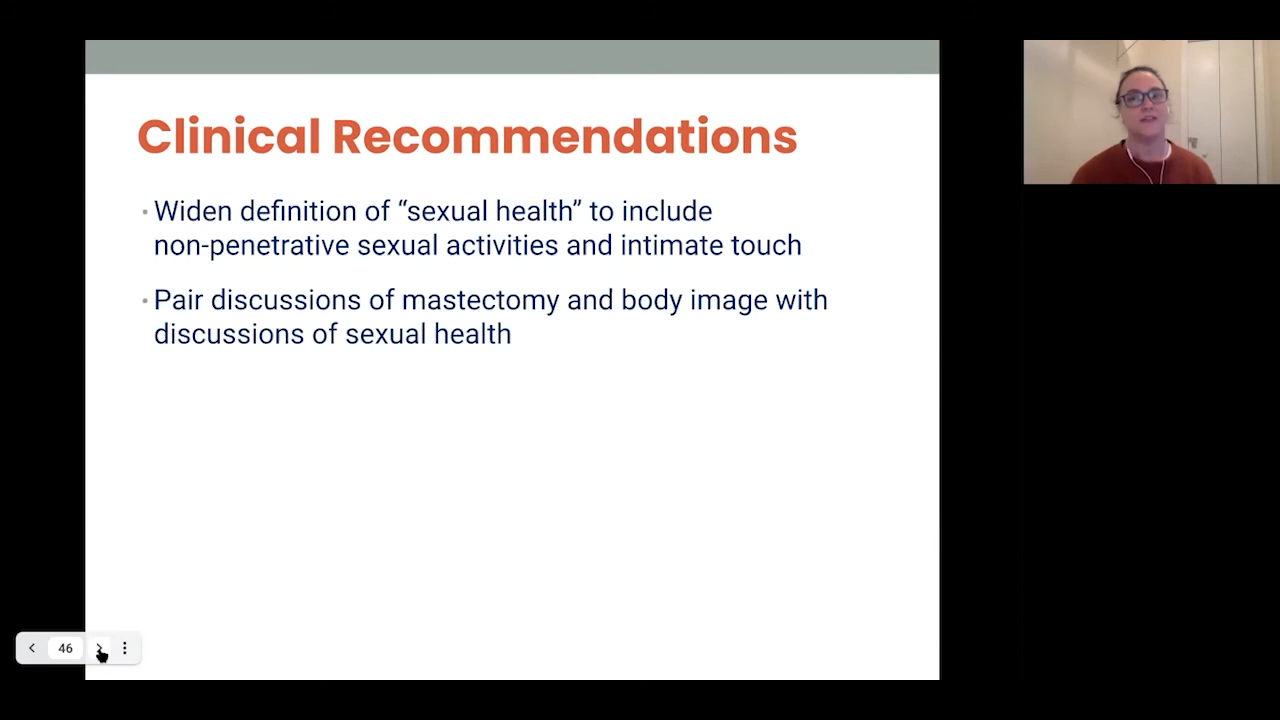 Clinical Recommendations
· Widen definition of “sexual health” to include
non-penetrative sexual activities and intimate touch
· Pair discussions of mastectomy and body image with
discussions of sexual health
46